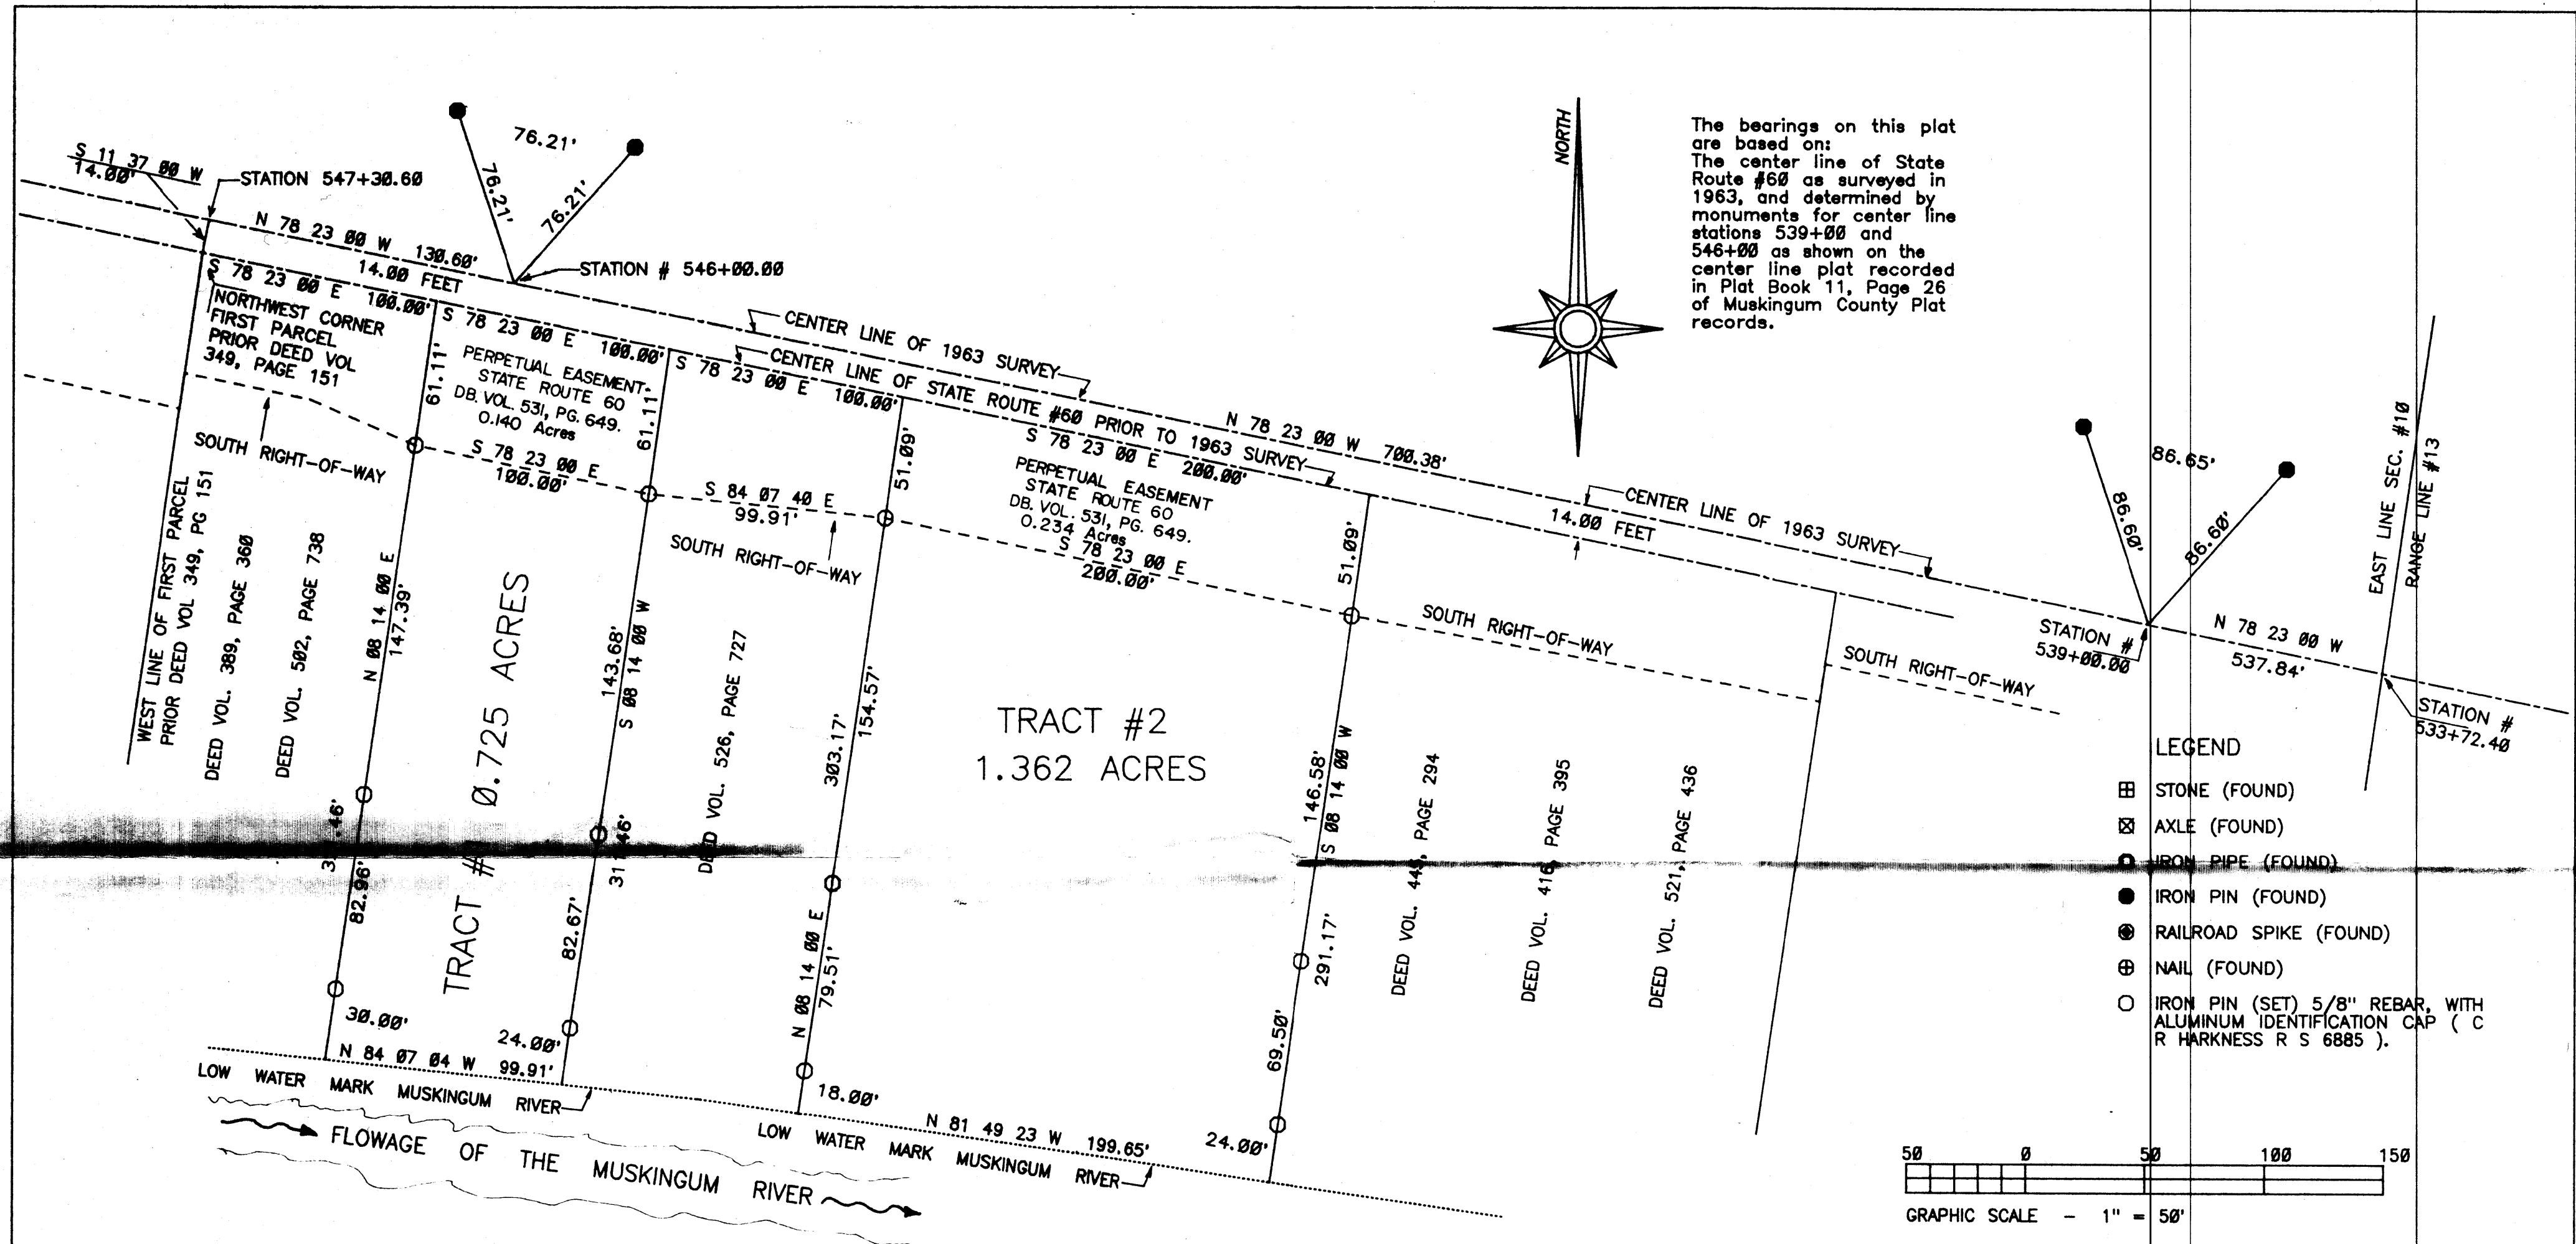 S 11 37 00 W
14.00'
STATION 547+30.60
76.21'
76.21'
76.21'
N 78 23 00 W 130.60'
14.00 FEET
STATION # 546+00.00
S 78 23 00 E 100.00'
NORTHWEST CORNER
FIRST PARCEL
PRIOR DEED VOL
349, PAGE 151
SOUTH RIGHT-OF-WAY
WEST LINE OF FIRST PARCEL
PRIOR DEED VOL 349, PG 151
DEED VOL. 389, PAGE 360
DEED VOL. 502, PAGE 738
61.11'
S 78 23 00 E 100.00'
PERPETUAL EASEMENT-
STATE ROUTE 60
DB. VOL. 531, PG. 649.
0.140 Acres
61.11'
S 78 23 00 E
100.00'
N 08 14 00 E
147.39'
82.96'
TRACT # 0.725 ACRES
143.68'
S 08 14 00 W
82.67'
30.00'
24.00'
N 84 07 04 W 99.91'
LOW WATER MARK MUSKINGUM RIVER
FLOWAGE OF THE MUSKINGUM RIVER
CENTER LINE OF 1963 SURVEY
CENTER LINE OF STATE ROUTE #60 PRIOR TO 1963 SURVEY
S 78 23 00 E 100.00'
51.09'
S 84 07 40 E
99.91'
SOUTH RIGHT-OF-WAY
DEED VOL. 526, PAGE 727
303.17'
154.57'
N 08 14 00 E
79.51'
18.00'
N 78 23 00 W 700.38'
S 78 23 00 E 200.00'
PERPETUAL EASEMENT
STATE ROUTE 60
DB. VOL. 531, PG. 649.
0.234 Acres
S 78 23 00 E
200.00'
51.09'
TRACT #2
1.362 ACRES
146.58'
S 08 14 00 W
291.17'
69.50'
24.00'
N 81 49 23 W 199.65'
LOW WATER MARK MUSKINGUM RIVER
NORTH
The bearings on this plat
are based on:
The center line of State
Route #60 as surveyed in
1963, and determined by
monuments for center line
stations 539+00 and
546+00 as shown on the
center line plat recorded
in Plat Book 11, Page 26
of Muskingum County Plat
records.
CENTER LINE OF 1963 SURVEY
14.00 FEET
SOUTH RIGHT-OF-WAY
SOUTH RIGHT-OF-WAY
DEED VOL. 449, PAGE 294
DEED VOL. 416, PAGE 395
DEED VOL. 521, PAGE 436
86.65'
86.60'
86.60'
STATION #
539+00.00
N 78 23 00 W
537.84'
EAST LINE SEC. #10
RANGE LINE #13
STATION #
533+72.40
LEGEND
STONE (FOUND)
AXLE (FOUND)
IRON PIPE (FOUND)
IRON PIN (FOUND)
RAILROAD SPIKE (FOUND)
NAIL (FOUND)
IRON PIN (SET) 5/8" REBAR, WITH
ALUMINUM IDENTIFICATION CAP ( C
R HARKNESS R S 6885 ).
50 0 50 100 150
GRAPHIC SCALE - 1" = 50'